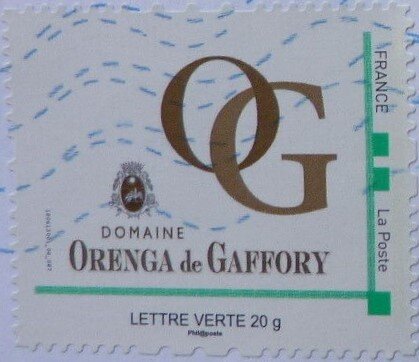 OG
FRANCE
La Poste
DOMAINE
ORENGA de GAFFORY
LETTRE VERTE 20 g
Phil@poste